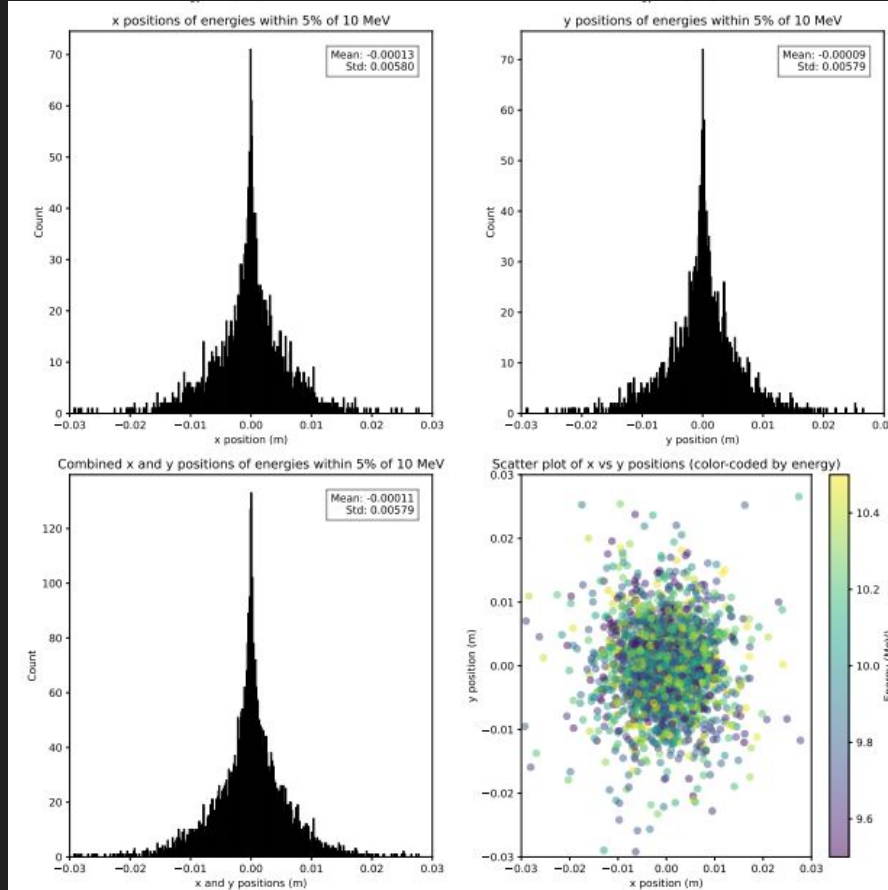 x positions of energies within 5% of 10 MeV
Mean: -0.00013
Std: 0.00580
70
60
50
40
30
20
10
0
Count
−0.03 −0.02 −0.01 0.00 0.01 0.02 0.03
x position (m)
y positions of energies within 5% of 10 MeV
Mean: -0.00009
Std: 0.00579
70
60
50
40
30
20
10
0
Count
−0.03 −0.02 −0.01 0.00 0.01 0.02
y position (m)
Combined x and y positions of energies within 5% of 10 MeV
Mean: -0.00011
Std: 0.00579
120
100
80
60
40
20
0
Count
−0.03 −0.02 −0.01 0.00 0.01 0.02 0.03
x and y positions (m)
Scatter plot of x vs y positions (color-coded by energy)
0.03
0.02
0.01
0.00
−0.01
−0.02
−0.03
y position (m)
−0.03 −0.02 −0.01 0.00 0.01 0.02 0.03
x position (m)
10.4
10.2
10.0
9.8
9.6